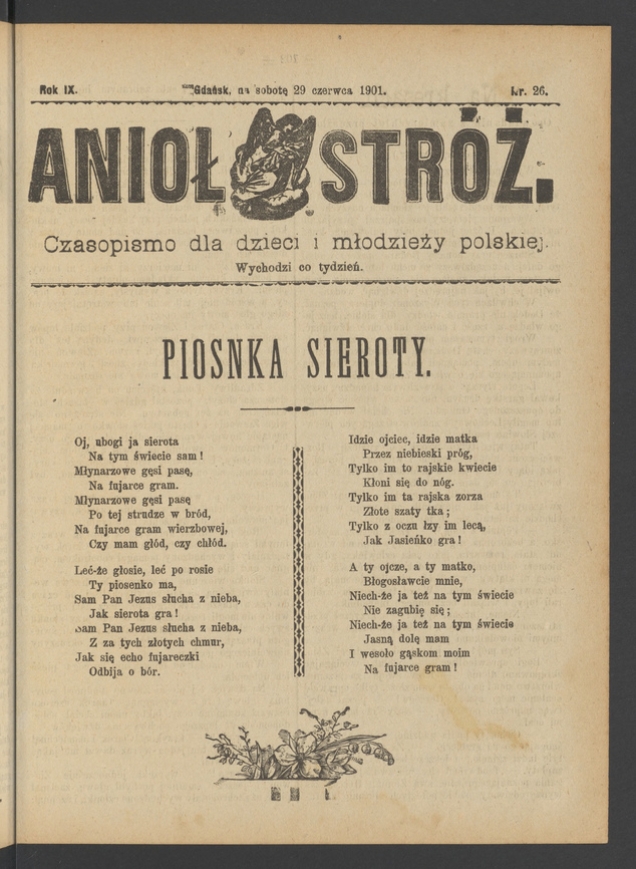 Rok IX.
Gdańsk, na sobotę 29 czerwca 1901.
Nr. 26.
ANIOŁ STRÓŻ.
Czasopismo dla dzieci i młodzieży polskiej.
Wychodzi co tydzień.
PIOSNKA SIEROTY.
Oj, ubogi ja sierota
Na tym świecie sam!
Młynarzowe gęsi pasę,
Na fujarce gram.
Młynarzowe gęsi pasę
Po tej strudze w bród,
Na fujarce gram wierzbowej,
Czy mam głód, czy chłód.
Leć-że głosie, leć po rosie
Ty piosenko ma,
Sam Pan Jezus słucha z nieba,
Jak sierota gra!
Sam Pan Jezus słucha z nieba,
Z za tych złotych chmur,
Jak się echo fujareczki
Odbija o bór.
Idzie ojciec, idzie matka
Przez niebieski próg,
Tylko im to rajskie kwiecie
Kłoni się do nóg.
Tylko im ta rajska zorza
Złote szaty tka;
Tylko z oczu łzy im lecą,
Jak Jasieńko gra!
A ty ojcze, a ty matko,
Błogosławcie mnie,
Niech-że ja też na tym świecie
Nie zagubię się;
Niech-że ja też na tym świecie
Jasną dolę mam
I wesoło gąskom moim
Na fujarce gram!